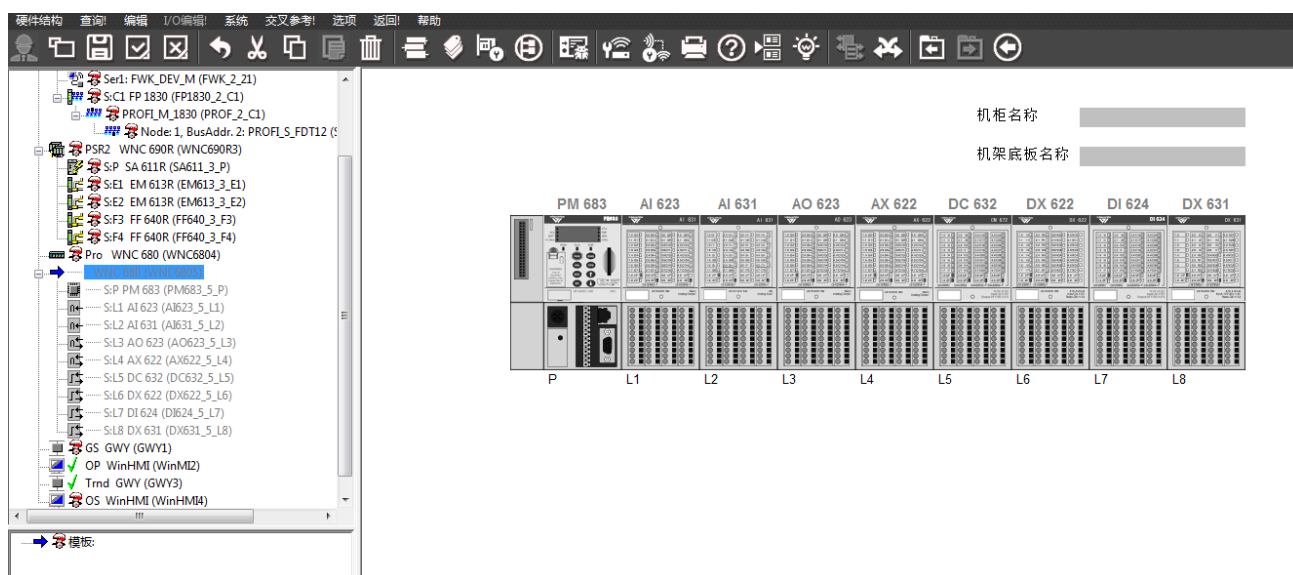 硬件结构 查询! 编辑 I/O编辑! 系统 交叉参考! 选项 返回! 帮助
Ser1: FWK_DEV_M (FWK_2_21)
S:C1 FP 1830 (FP1830_2_C1)
PROFI_M_1830 (PROF_2_C1)
Node: 1, BusAddr. 2: PROFI_S_FDT12 (S
PSR2 WNC 690R (WNC690R3)
S:P SA 611R (SA611_3_P)
S:E1 EM 613R (EM613_3_E1)
S:E2 EM 613R (EM613_3_E2)
S:F3 FF 640R (FF640_3_F3)
S:F4 FF 640R (FF640_3_F4)
Pro WNC 680 (WNC6804)
WNC 680 (WNC6805)
S:P PM 683 (PM683_5_P)
S:L1 AI 623 (AI623_5_L1)
S:L2 AI 631 (AI631_5_L2)
S:L3 AO 623 (AO623_5_L3)
S:L4 AX 622 (AX622_5_L4)
S:L5 DC 632 (DC632_5_L5)
S:L6 DX 622 (DX622_5_L6)
S:L7 DI 624 (DI624_5_L7)
S:L8 DX 631 (DX631_5_L8)
GS GWY (GWY1)
OP WinHMI (WinMI2)
Trnd GWY (GWY3)
OS WinHMI (WinHMI4)
模板:
机柜名称
机架底板名称
PM 683 AI 623 AI 631 AO 623 AX 622 DC 632 DX 622 DI 624 DX 631
P L1 L2 L3 L4 L5 L6 L7 L8